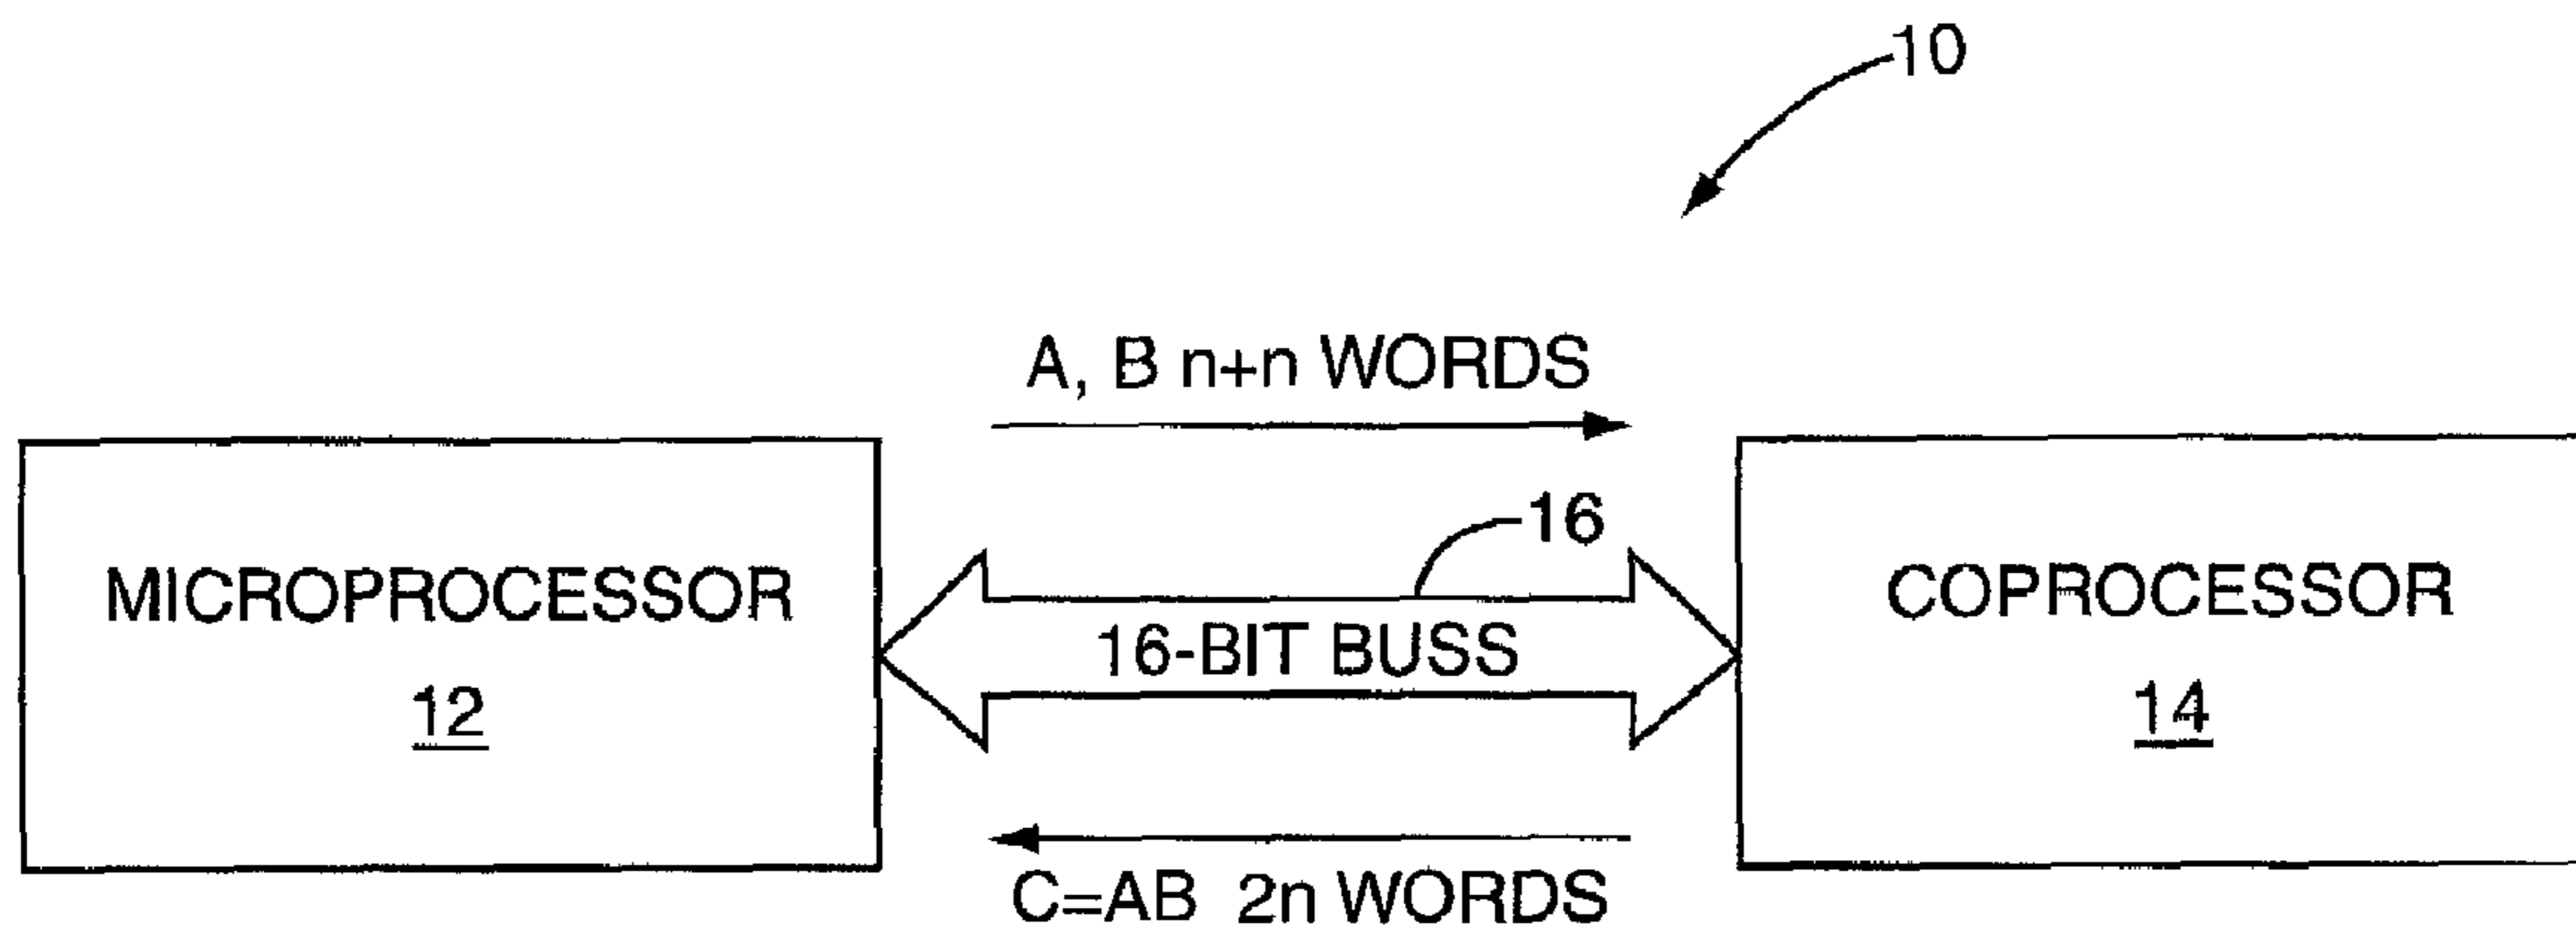 10
A, B n+n WORDS
16
MICROPROCESSOR
12
16-BIT BUSS
COPROCESSOR
14
C=AB 2n WORDS